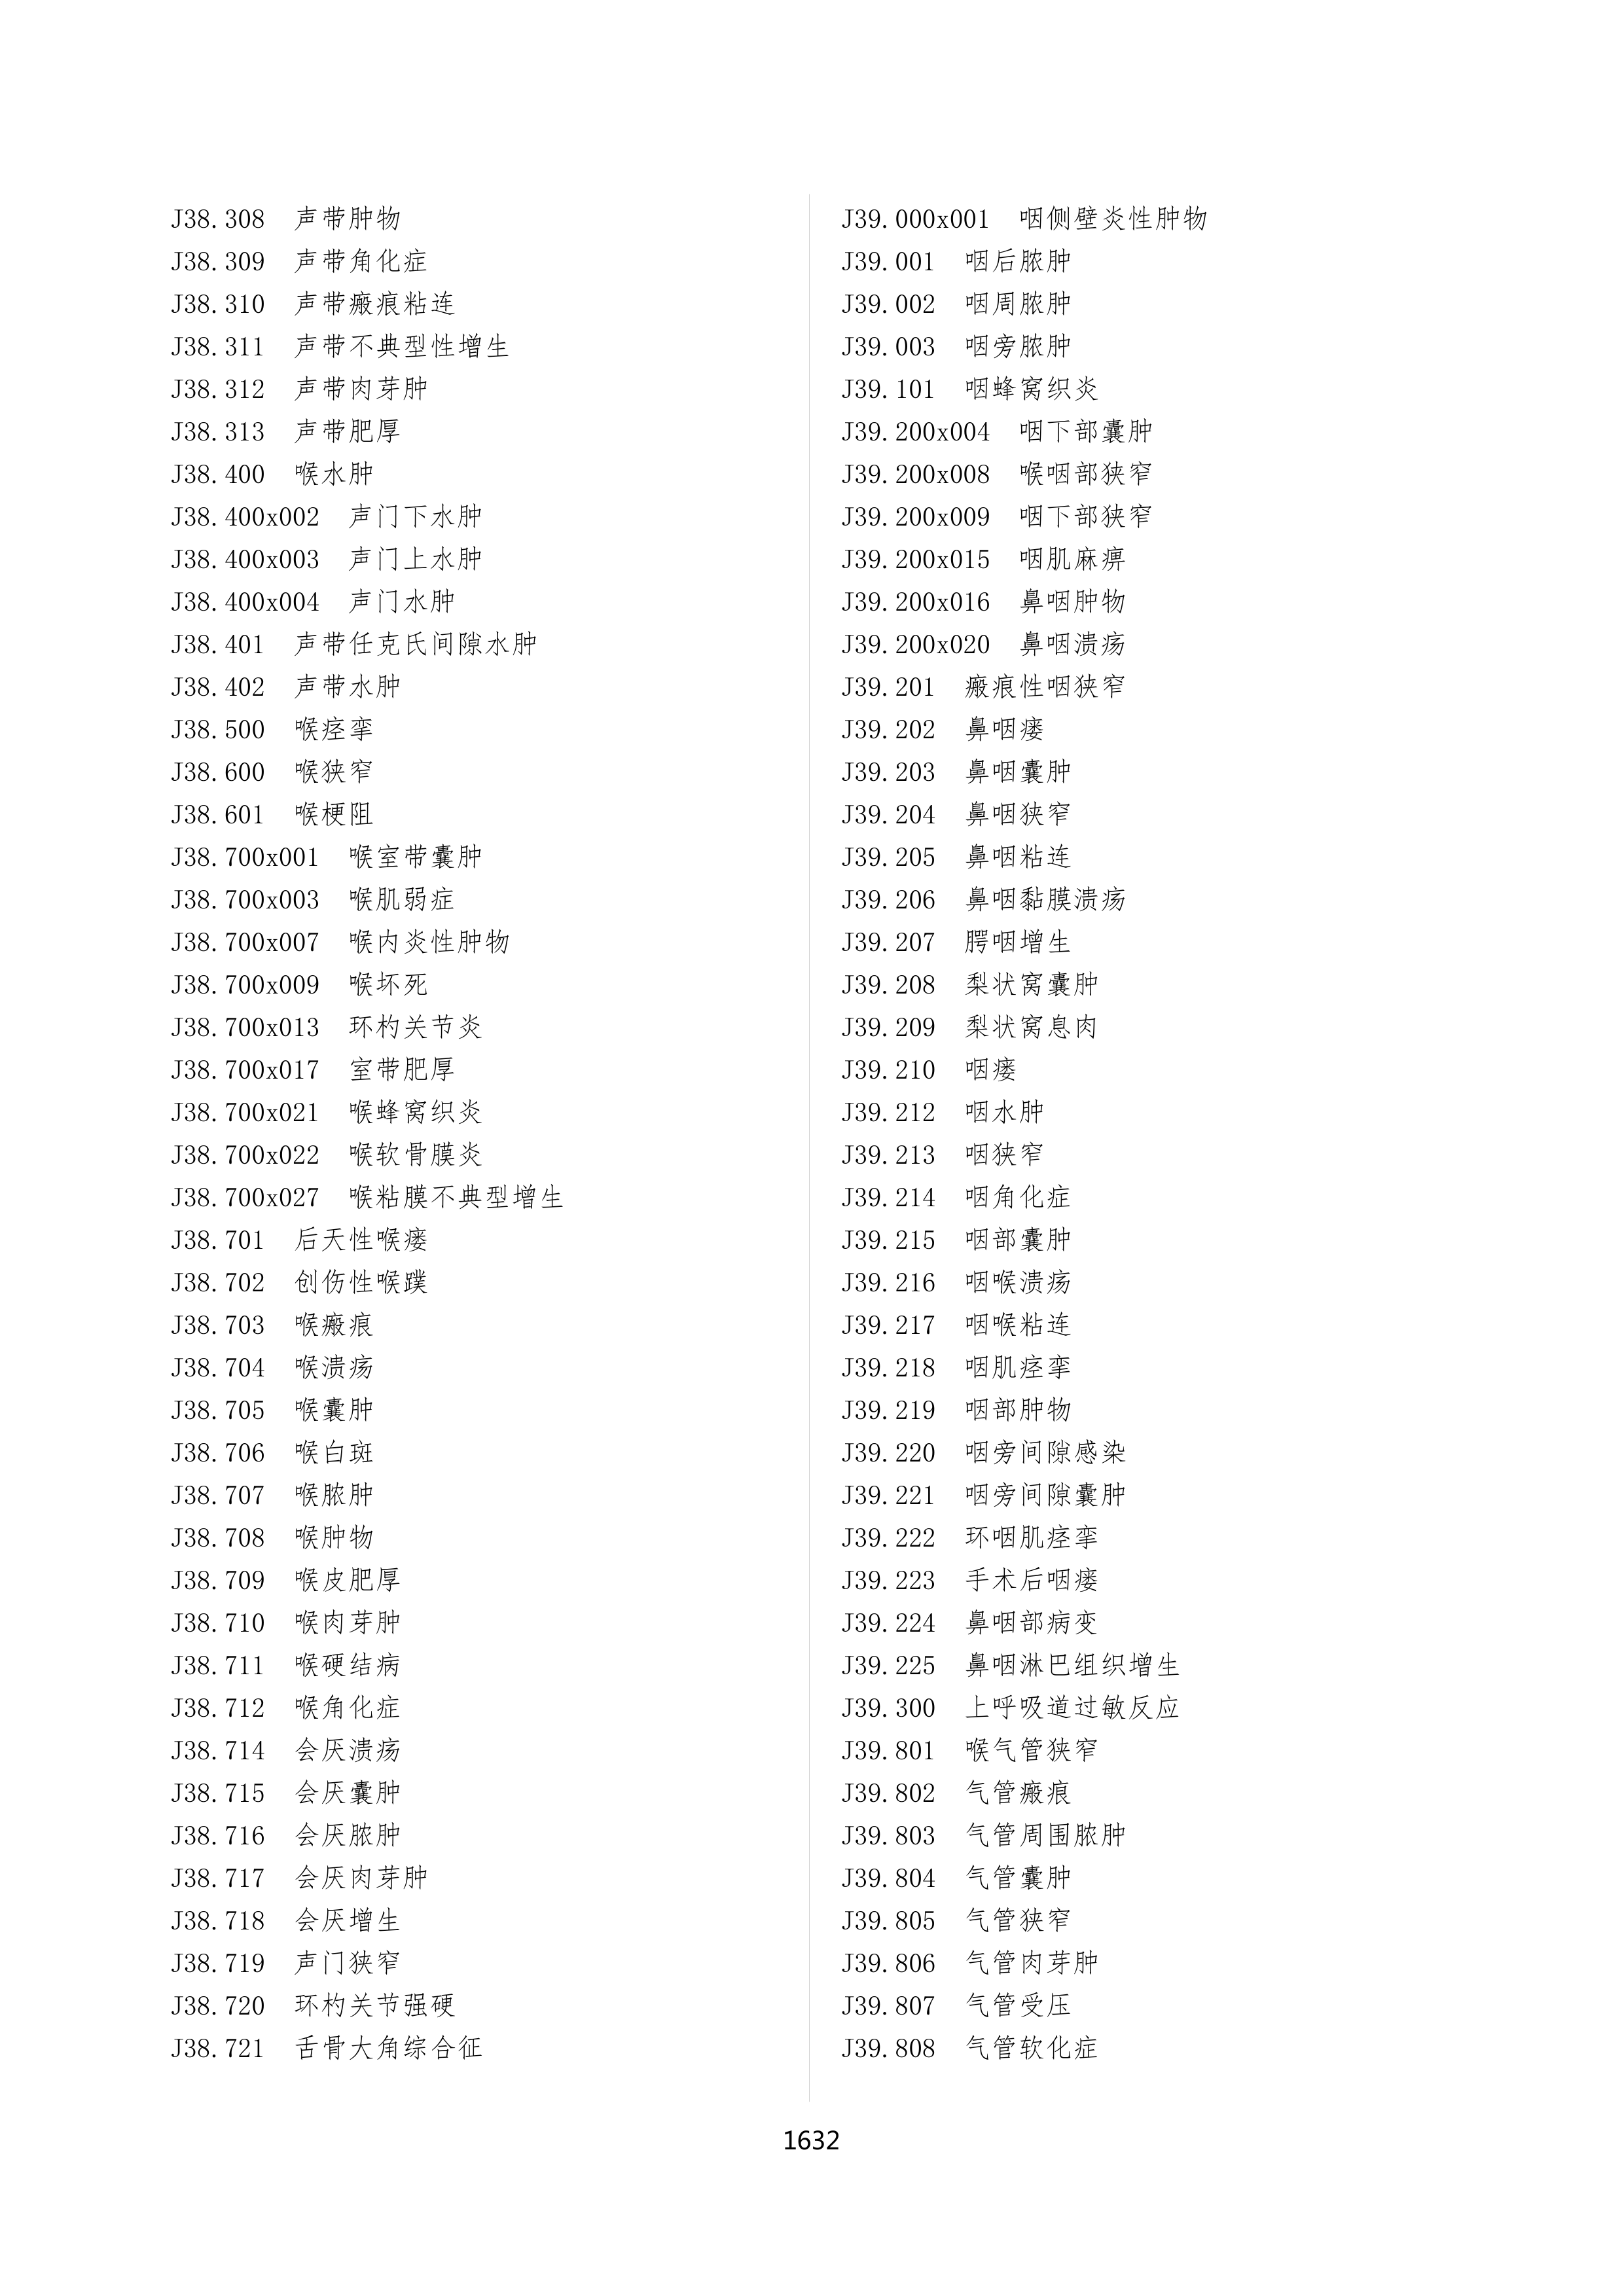 J38.308 声带肿物
J38.309 声带角化症
J38.310 声带瘢痕粘连
J38.311 声带不典型性增生
J38.312 声带肉芽肿
J38.313 声带肥厚
J38.400 喉水肿
J38.400x002 声门下水肿
J38.400x003 声门上水肿
J38.400x004 声门水肿
J38.401 声带任克氏间隙水肿
J38.402 声带水肿
J38.500 喉痉挛
J38.600 喉狭窄
J38.601 喉梗阻
J38.700x001 喉室带囊肿
J38.700x003 喉肌弱症
J38.700x007 喉内炎性肿物
J38.700x009 喉坏死
J38.700x013 环杓关节炎
J38.700x017 室带肥厚
J38.700x021 喉蜂窝织炎
J38.700x022 喉软骨膜炎
J38.700x027 喉粘膜不典型增生
J38.701 后天性喉瘘
J38.702 创伤性喉蹼
J38.703 喉瘢痕
J38.704 喉溃疡
J38.705 喉囊肿
J38.706 喉白斑
J38.707 喉脓肿
J38.708 喉肿物
J38.709 喉皮肥厚
J38.710 喉肉芽肿
J38.711 喉硬结病
J38.712 喉角化症
J38.714 会厌溃疡
J38.715 会厌囊肿
J38.716 会厌脓肿
J38.717 会厌肉芽肿
J38.718 会厌增生
J38.719 声门狭窄
J38.720 环杓关节强硬
J38.721 舌骨大角综合征
J39.000x001 咽侧壁炎性肿物
J39.001 咽后脓肿
J39.002 咽周脓肿
J39.003 咽旁脓肿
J39.101 咽蜂窝织炎
J39.200x004 咽下部囊肿
J39.200x008 喉咽部狭窄
J39.200x009 咽下部狭窄
J39.200x015 咽肌麻痹
J39.200x016 鼻咽肿物
J39.200x020 鼻咽溃疡
J39.201 瘢痕性咽狭窄
J39.202 鼻咽瘘
J39.203 鼻咽囊肿
J39.204 鼻咽狭窄
J39.205 鼻咽粘连
J39.206 鼻咽黏膜溃疡
J39.207 腭咽增生
J39.208 梨状窝囊肿
J39.209 梨状窝息肉
J39.210 咽瘘
J39.212 咽水肿
J39.213 咽狭窄
J39.214 咽角化症
J39.215 咽部囊肿
J39.216 咽喉溃疡
J39.217 咽喉粘连
J39.218 咽肌痉挛
J39.219 咽部肿物
J39.220 咽旁间隙感染
J39.221 咽旁间隙囊肿
J39.222 环咽肌痉挛
J39.223 手术后咽瘘
J39.224 鼻咽部病变
J39.225 鼻咽淋巴组织增生
J39.300 上呼吸道过敏反应
J39.801 喉气管狭窄
J39.802 气管瘢痕
J39.803 气管周围脓肿
J39.804 气管囊肿
J39.805 气管狭窄
J39.806 气管肉芽肿
J39.807 气管受压
J39.808 气管软化症
1632